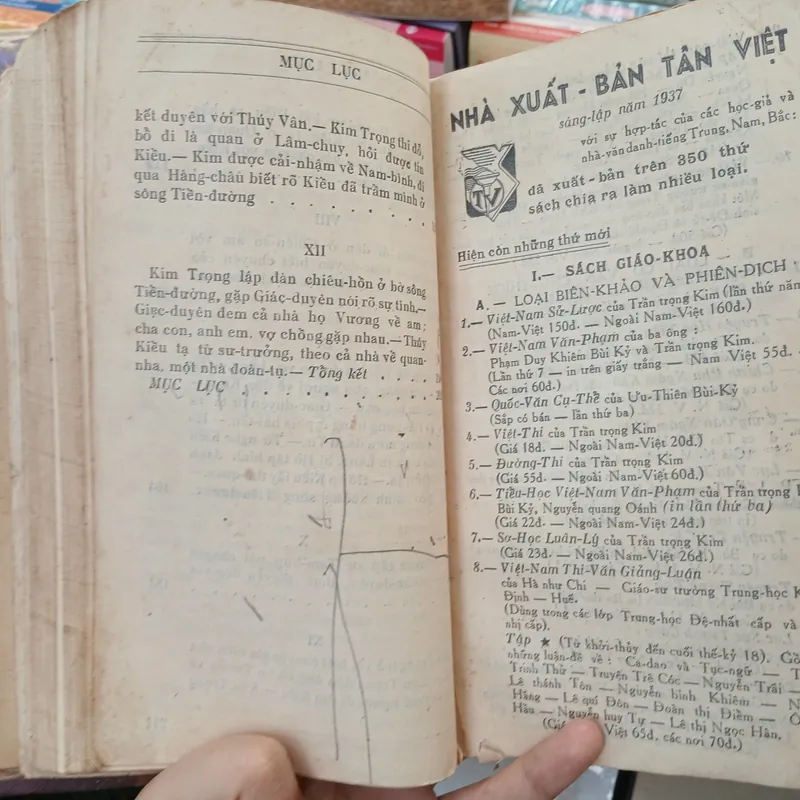 MỤC LỤC
kết duyên với Thúy Vân.— Kim Trọng thi đỗ,
bổ đi là quan ở Lâm-chuy, hỏi được tin
Kiều.— Kim được cải-nhậm về Nam-bình, đi
qua Hàng-châu biết rõ Kiều đã trầm mình ở
sông Tiền-đường . . . . . . . .
XII
Kim Trọng lập đàn chiêu-hồn ở bờ sông
Tiền-đường, gặp Giác-duyên nói rõ sự tình.—
Giac-duyên đem cả nhà họ Vương về am;
cha con, anh em, vợ chồng gặp nhau.—Thúy
Kiều tạ từ sư-trưởng, theo cả nhà về quan-
nha, một nhà đoàn-tụ.— Tổng kết . . . .
MỤC LỤC . . . . . . . . . .
NHÀ XUẤT-BẢN TÂN VIỆT
sáng-lập năm 1937
với sự hợp-tác của các học-giả và
nhà-văn danh-tiếng Trung, Nam, Bắc:
TV
đã xuất-bản trên 350 thứ
sách chia ra làm nhiều loại.
Hiện còn những thứ mới
I.— SÁCH GIÁO-KHOA
A.— LOẠI BIÊN-KHẢO VÀ PHIÊN-DỊCH
1.— Việt-Nam Sử-Lược của Trần trọng Kim (lần thứ năm
(Nam-Việt 150đ. — Ngoài Nam-Việt 160đ.)
2.— Việt-Nam Văn-Phạm của ba ông :
Phạm Duy Khiêm Bùi Kỷ và Trần trọng Kim.
(Lần thứ 7 — in trên giấy trắng — Nam Việt 55đ.
Các nơi 60đ.)
3.— Quốc-Văn Cụ-Thể của Ưu-Thiên Bùi-Kỷ
(Sắp có bán — lần thứ ba)
4.— Việt-Thi của Trần trọng Kim
(Giá 18đ. — Ngoài Nam-Việt 20đ.)
5.— Đường-Thi của Trần trọng Kim
(Giá 55đ. — Ngoài Nam-Việt 60đ.)
6.— Tiểu-Học Việt-Nam Văn-Phạm của Trần trọng
Bùi Kỷ, Nguyễn quang Oánh (in lần thứ ba)
(Giá 22đ. — Ngoài Nam-Việt 24đ.)
7.— Sơ-Học Luân-Lý của Trần trọng Kim
(Giá 23đ. — Ngoài Nam-Việt 26đ.)
8.— Việt-Nam Thi-Văn Giảng-Luận
của Hà như Chi — Giáo-sư trường Trung-học K
Định — Huế.
(Dùng trong các lớp Trung-học Đệ-nhất cấp và
nhị cấp).
Tập ★ (Từ khởi-thủy đến cuối thế-kỷ 18). Gồ
những luận-đề về : Ca-dao và Tục-ngữ — T
Trinh Thử — Truyện Trê Cóc — Nguyễn Trãi —
Lê thánh Tôn — Nguyễn bỉnh Khiêm — N
Hằng — Lê quí Đôn — Đoàn thị Điểm — Ô
Hầu — Nguyễn huy Tự — Lê thị Ngọc Hân.
(Giá Việt 65đ. các nơi 70đ.)